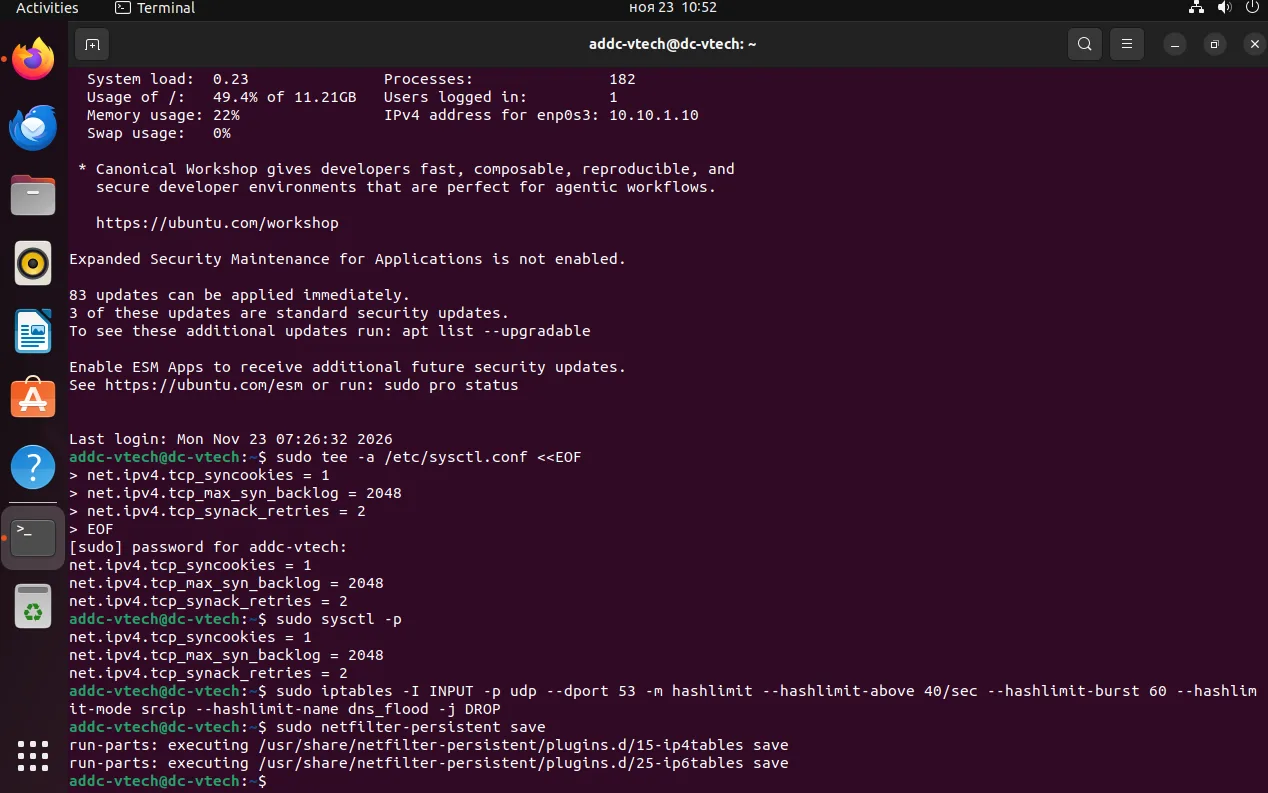 Activities Terminal ноя 23 10:52
addc-vtech@dc-vtech: ~
System load: 0.23 Processes: 182
Usage of /: 49.4% of 11.21GB Users logged in: 1
Memory usage: 22% IPv4 address for enp0s3: 10.10.1.10
Swap usage: 0%
* Canonical Workshop gives developers fast, composable, reproducible, and
secure developer environments that are perfect for agentic workflows.
https://ubuntu.com/workshop
Expanded Security Maintenance for Applications is not enabled.
83 updates can be applied immediately.
3 of these updates are standard security updates.
To see these additional updates run: apt list --upgradable
Enable ESM Apps to receive additional future security updates.
See https://ubuntu.com/esm or run: sudo pro status
Last login: Mon Nov 23 07:26:32 2026
addc-vtech@dc-vtech:~$ sudo tee -a /etc/sysctl.conf <<EOF
> net.ipv4.tcp_syncookies = 1
> net.ipv4.tcp_max_syn_backlog = 2048
> net.ipv4.tcp_synack_retries = 2
> EOF
[sudo] password for addc-vtech:
net.ipv4.tcp_syncookies = 1
net.ipv4.tcp_max_syn_backlog = 2048
net.ipv4.tcp_synack_retries = 2
addc-vtech@dc-vtech:~$ sudo sysctl -p
net.ipv4.tcp_syncookies = 1
net.ipv4.tcp_max_syn_backlog = 2048
net.ipv4.tcp_synack_retries = 2
addc-vtech@dc-vtech:~$ sudo iptables -I INPUT -p udp --dport 53 -m hashlimit --hashlimit-above 40/sec --hashlimit-burst 60 --hashlim
it-mode srcip --hashlimit-name dns_flood -j DROP
addc-vtech@dc-vtech:~$ sudo netfilter-persistent save
run-parts: executing /usr/share/netfilter-persistent/plugins.d/15-ip4tables save
run-parts: executing /usr/share/netfilter-persistent/plugins.d/25-ip6tables save
addc-vtech@dc-vtech:~$